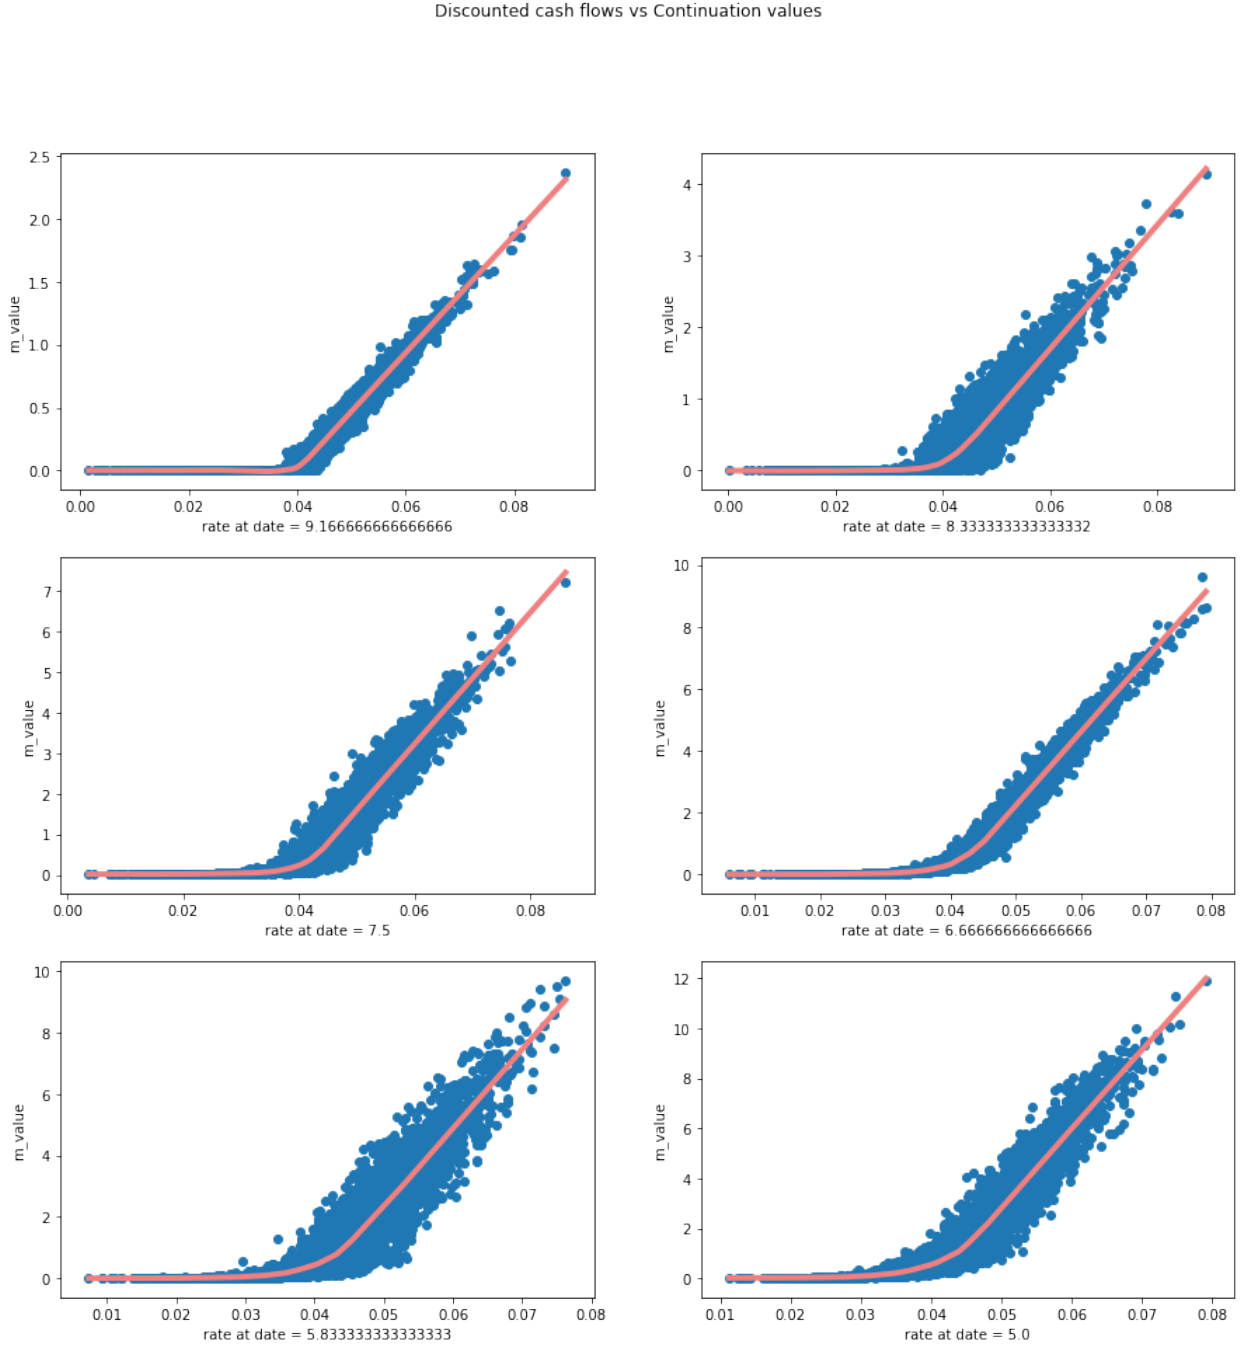 Discounted cash flows vs Continuation values
2.5
2.0
1.5
1.0
0.5
0.0
m_value
0.00 0.02 0.04 0.06 0.08
rate at date = 9.166666666666666
4
3
2
1
0
m_value
0.00 0.02 0.04 0.06 0.08
rate at date = 8.333333333333332
7
6
5
4
3
2
1
0
m_value
0.00 0.02 0.04 0.06 0.08
rate at date = 7.5
10
8
6
4
2
0
m_value
0.01 0.02 0.03 0.04 0.05 0.06 0.07 0.08
rate at date = 6.666666666666666
10
8
6
4
2
0
m_value
0.01 0.02 0.03 0.04 0.05 0.06 0.07 0.08
rate at date = 5.833333333333333
12
10
8
6
4
2
0
m_value
0.01 0.02 0.03 0.04 0.05 0.06 0.07 0.08
rate at date = 5.0